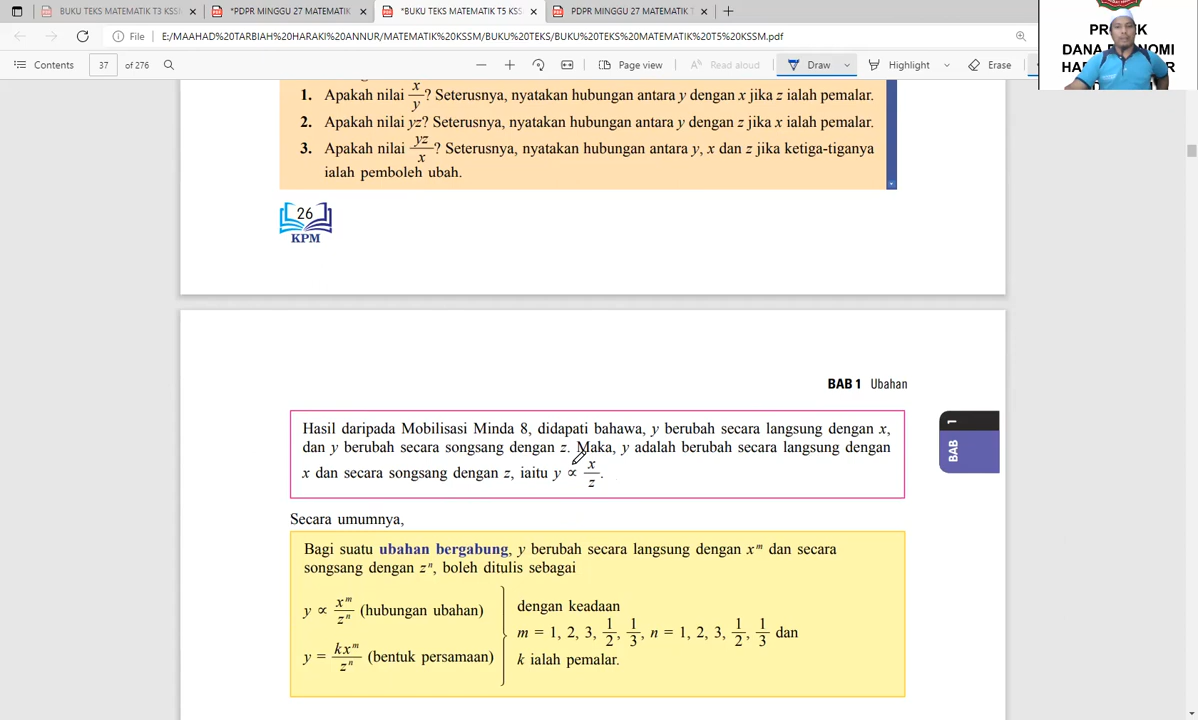 BUKU TEKS MATEMATIK T3 KSSM
*PDPR MINGGU 27 MATEMATIK
*BUKU TEKS MATEMATIK T5 KSS
PDPR MINGGU 27 MATEMATIK T
File E:/MAAHAD%20TARBIAH%20HARAKI%20ANNUR/MATEMATIK%20KSSM/BUKU%20TEKS/BUKU%20TEKS%20MATEMATIK%20T5%20KSSM.pdf
Contents 37 of 276 Page view Read aloud Draw Highlight Erase
DANA
1. Apakah nilai x/y? Seterusnya, nyatakan hubungan antara y dengan x jika z ialah pemalar.
2. Apakah nilai yz? Seterusnya, nyatakan hubungan antara y dengan z jika x ialah pemalar.
3. Apakah nilai yz/x? Seterusnya, nyatakan hubungan antara y, x dan z jika ketiga-tiganya
ialah pemboleh ubah.
26
KPM
BAB 1 Ubahan
BAB 1
Hasil daripada Mobilisasi Minda 8, didapati bahawa, y berubah secara langsung dengan x,
dan y berubah secara songsang dengan z. Maka, y adalah berubah secara langsung dengan
x dan secara songsang dengan z, iaitu y ∝ x/z.
Secara umumnya,
Bagi suatu ubahan bergabung, y berubah secara langsung dengan xᵐ dan secara
songsang dengan zⁿ, boleh ditulis sebagai
y ∝ xᵐ/zⁿ (hubungan ubahan)
y = kxᵐ/zⁿ (bentuk persamaan)
dengan keadaan
m = 1, 2, 3, 1/2, 1/3, n = 1, 2, 3, 1/2, 1/3 dan
k ialah pemalar.